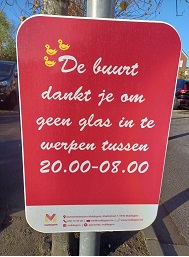 De buurt
dankt je om
geen glas in te
werpen tussen
20.00-08.00